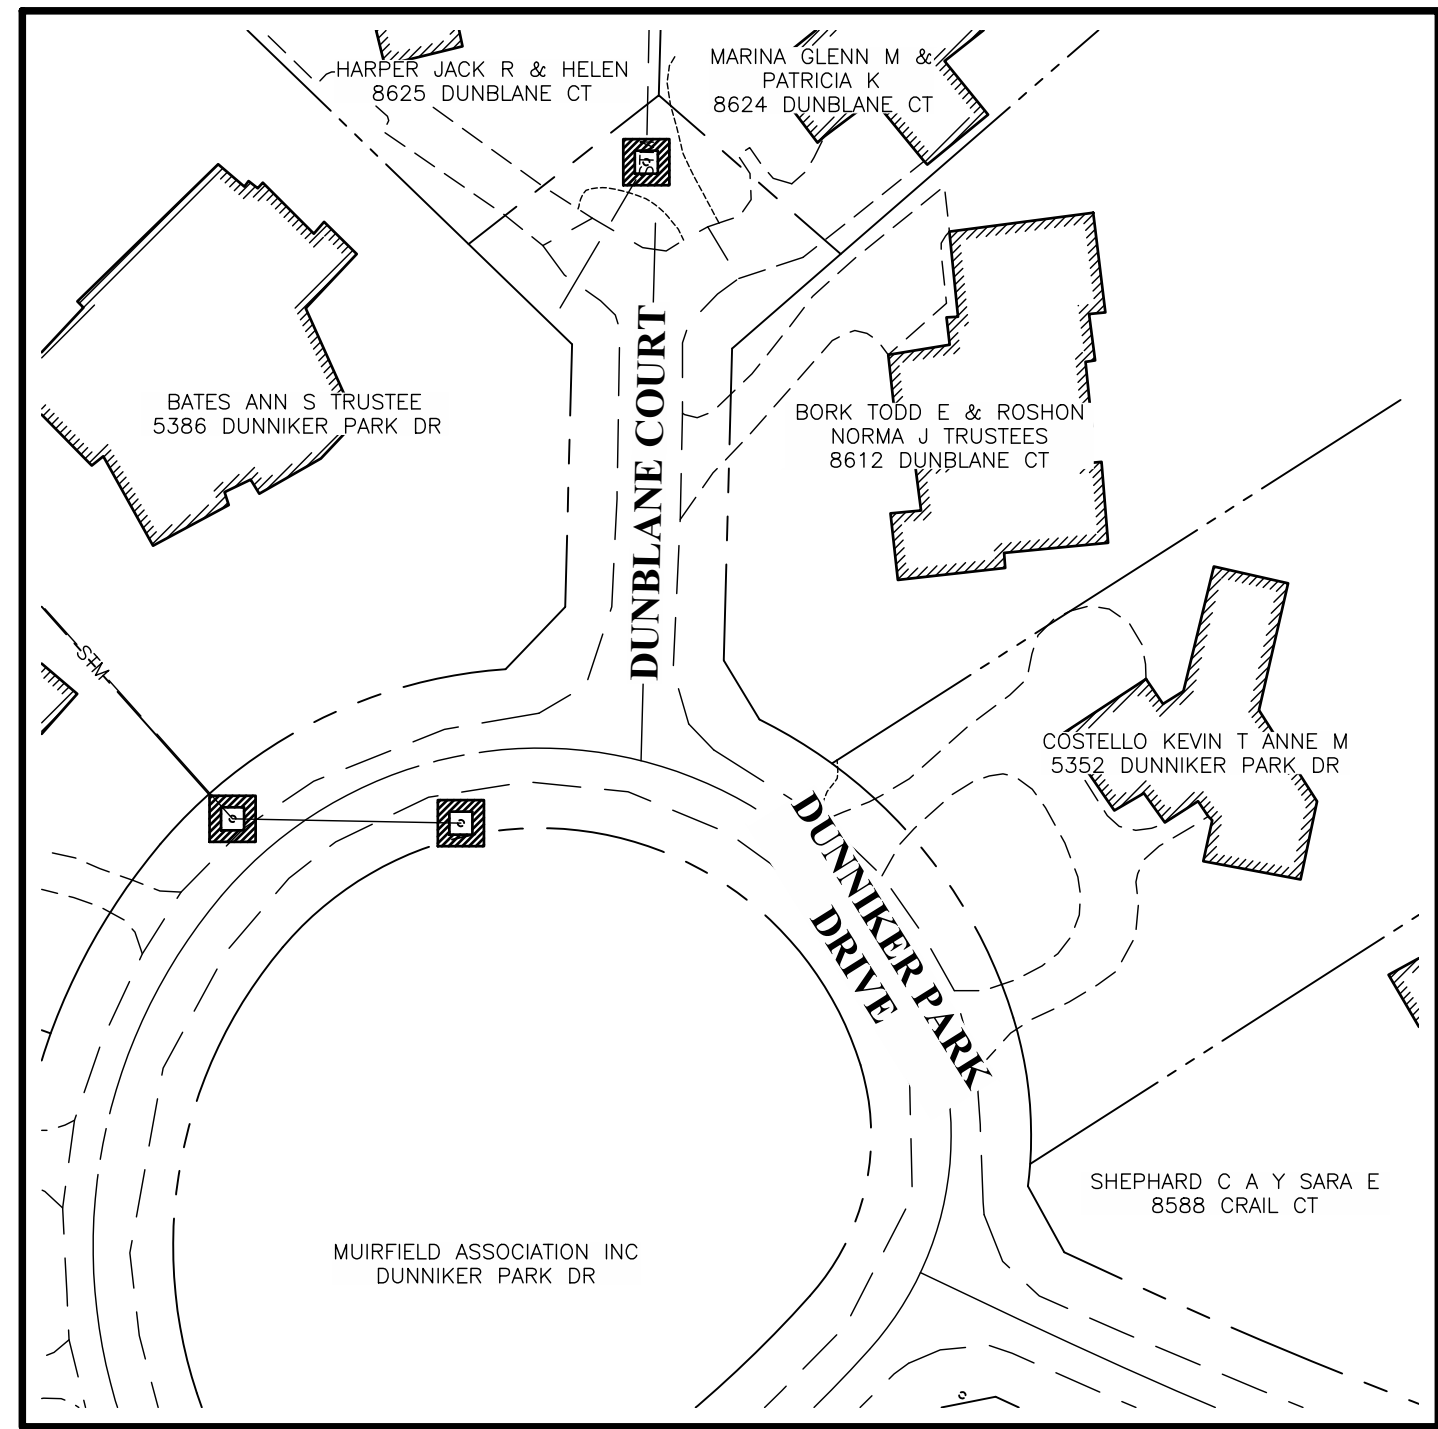 HARPER JACK R & HELEN
8625 DUNBLANE CT
MARINA GLENN M &
PATRICIA K
8624 DUNBLANE CT
BATES ANN S TRUSTEE
5386 DUNNIKER PARK DR
DUNBLANE COURT
BORK TODD E & ROSHON
NORMA J TRUSTEES
8612 DUNBLANE CT
STM
COSTELLO KEVIN T ANNE M
5352 DUNNIKER PARK DR
DUNNIKER PARK
DRIVE
SHEPHARD C A Y SARA E
8588 CRAIL CT
MUIRFIELD ASSOCIATION INC
DUNNIKER PARK DR